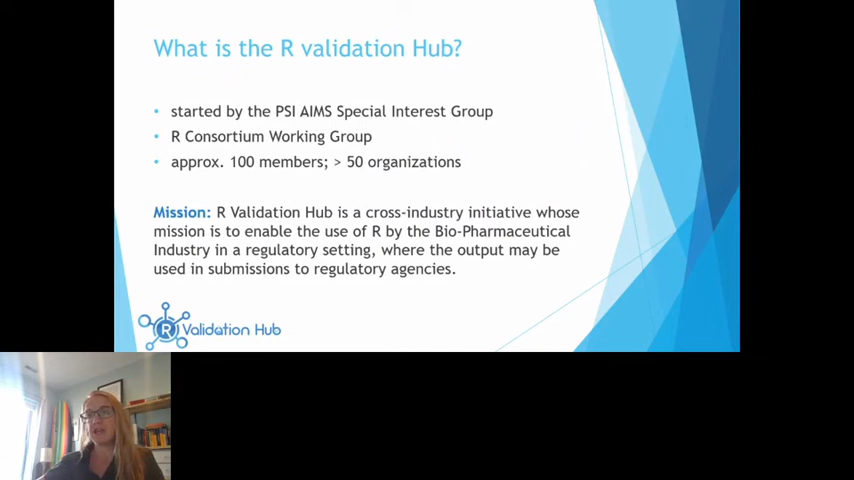 What is the R validation Hub?
started by the PSI AIMS Special Interest Group
R Consortium Working Group
approx. 100 members; > 50 organizations
Mission: R Validation Hub is a cross-industry initiative whose
mission is to enable the use of R by the Bio-Pharmaceutical
Industry in a regulatory setting, where the output may be
used in submissions to regulatory agencies.
R Validation Hub